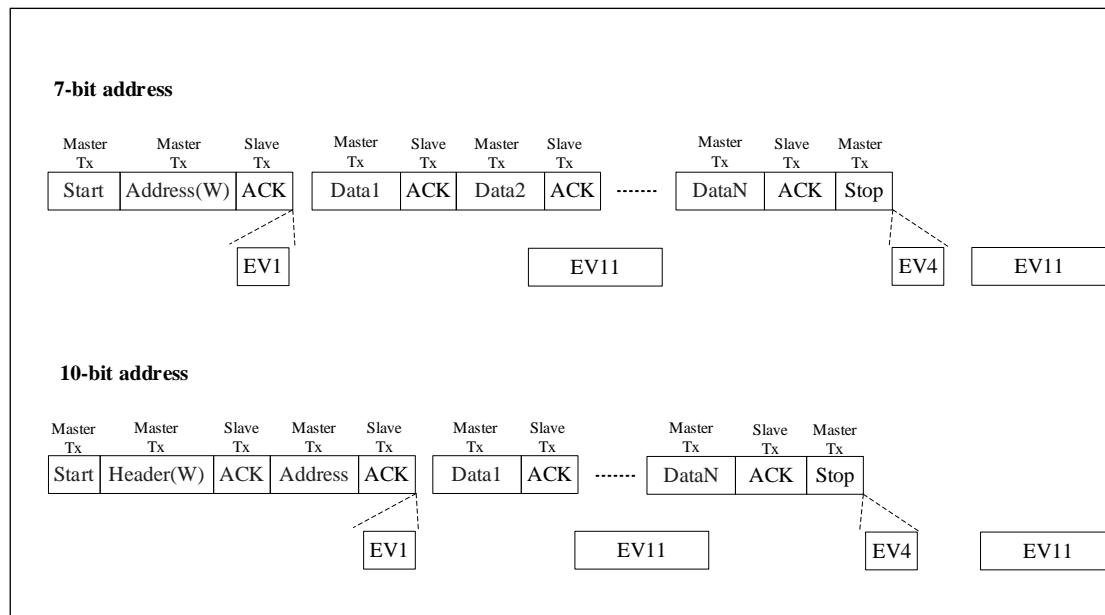 7-bit address
Master Master Slave Master Slave Master Slave Master Slave Master
Tx Tx Tx Tx Tx Tx Tx Tx Tx Tx
Start Address(W) ACK Data1 ACK Data2 ACK DataN ACK Stop
EV1 EV11 EV4 EV11
10-bit address
Master Master Slave Master Slave Master Slave Master Slave Master
Tx Tx Tx Tx Tx Tx Tx Tx Tx Tx
Start Header(W) ACK Address ACK Data1 ACK DataN ACK Stop
EV1 EV11 EV4 EV11